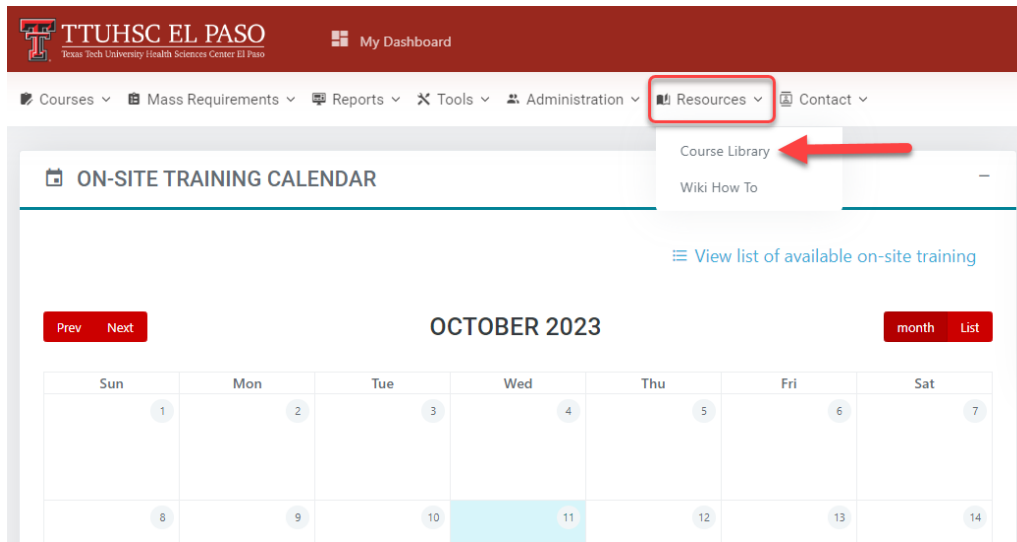 TTUHSC EL PASO
Texas Tech University Health Sciences Center El Paso
My Dashboard
Courses Mass Requirements Reports Tools Administration Resources Contact
Course Library
Wiki How To
ON-SITE TRAINING CALENDAR
View list of available on-site training
Prev Next OCTOBER 2023 month List
Sun Mon Tue Wed Thu Fri Sat
1 2 3 4 5 6 7
8 9 10 11 12 13 14